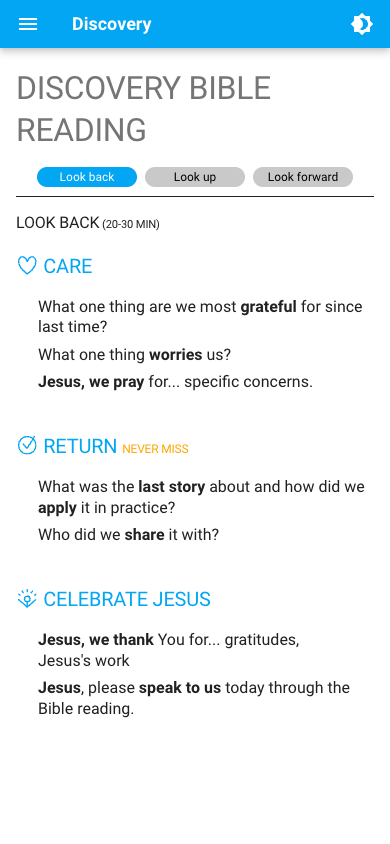 Discovery
DISCOVERY BIBLE
READING
Look back
Look up
Look forward
LOOK BACK (20-30 MIN)
CARE
What one thing are we most grateful for since
last time?
What one thing worries us?
Jesus, we pray for... specific concerns.
RETURN NEVER MISS
What was the last story about and how did we
apply it in practice?
Who did we share it with?
CELEBRATE JESUS
Jesus, we thank You for... gratitudes,
Jesus's work
Jesus, please speak to us today through the
Bible reading.